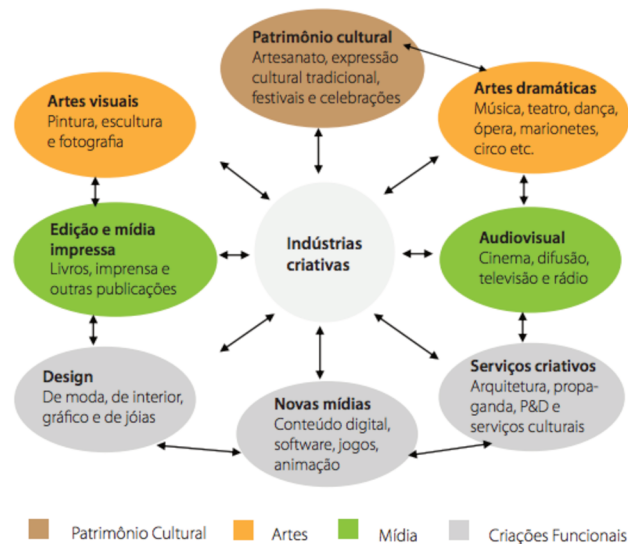 Patrimônio cultural
Artesanato, expressão
cultural tradicional,
festivais e celebrações
Artes visuais
Pintura, escultura
e fotografia
Artes dramáticas
Música, teatro, dança,
ópera, marionetes,
circo etc.
Edição e mídia
impressa
Livros, imprensa e
outras publicações
Indústrias
criativas
Audiovisual
Cinema, difusão,
televisão e rádio
Design
De moda, de interior,
gráfico e de jóias
Novas mídias
Conteúdo digital,
software, jogos,
animação
Serviços criativos
Arquitetura, propa-
ganda, P&D e
serviços culturais
Patrimônio Cultural
Artes
Mídia
Criações Funcionais